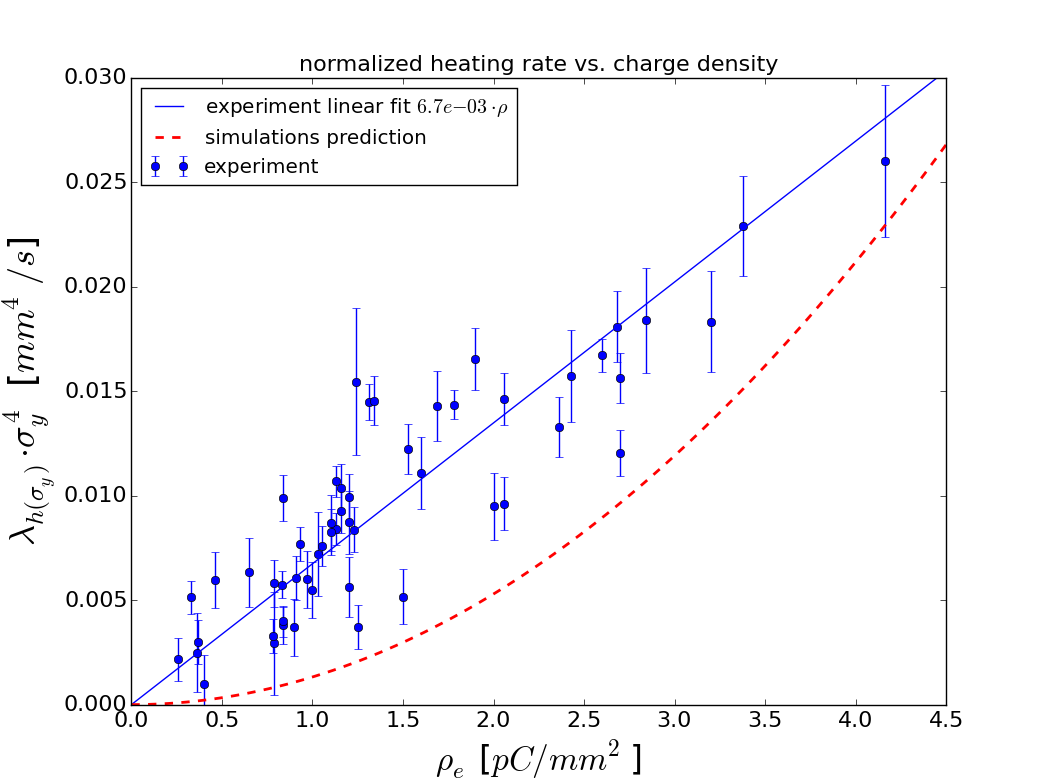 normalized heating rate vs. charge density
0.030
0.025
0.020
0.015
0.010
0.005
0.000
experiment linear fit 6.7e−03·ρ
simulations prediction
experiment
λ_{h(σ_y)}·σ_y^4 [mm^4 /s]
0.0 0.5 1.0 1.5 2.0 2.5 3.0 3.5 4.0 4.5
ρ_e [pC/mm^2 ]